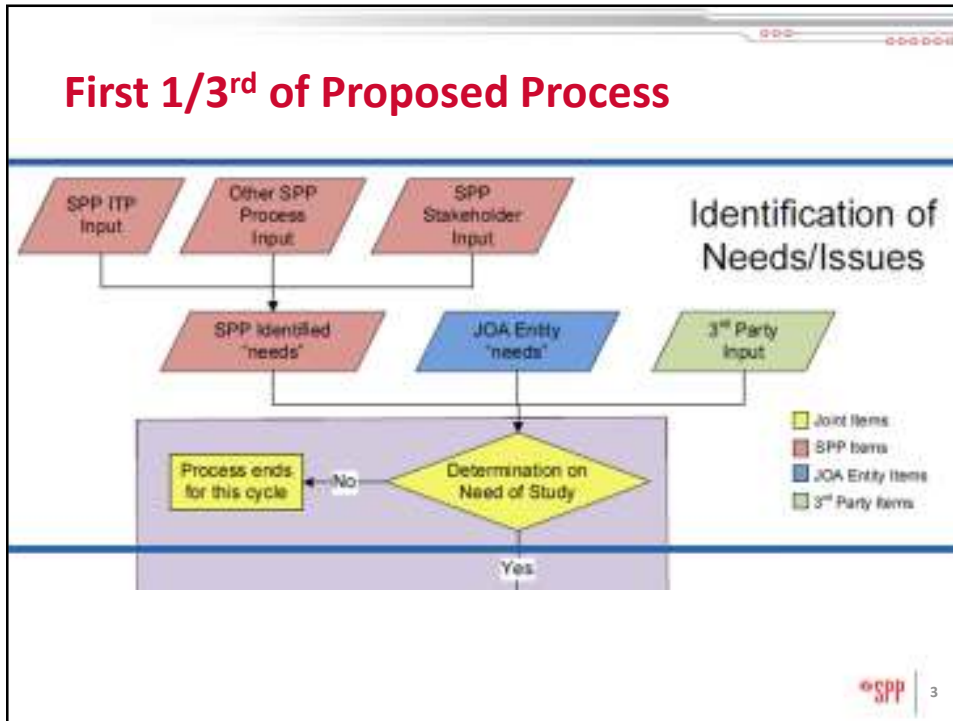 First 1/3rd of Proposed Process
SPP ITP
Input
Other SPP
Process
Input
SPP
Stakeholder
Input
Identification of
Needs/Issues
SPP Identified
"needs"
JOA Entity
"needs"
3rd Party
Input
Joint Items
SPP Items
JOA Entity Items
3rd Party Items
Process ends
for this cycle
No
Determination on
Need of Study
Yes
SPP
3